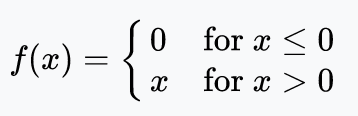 f(x) = { 0 for x ≤ 0
x for x > 0